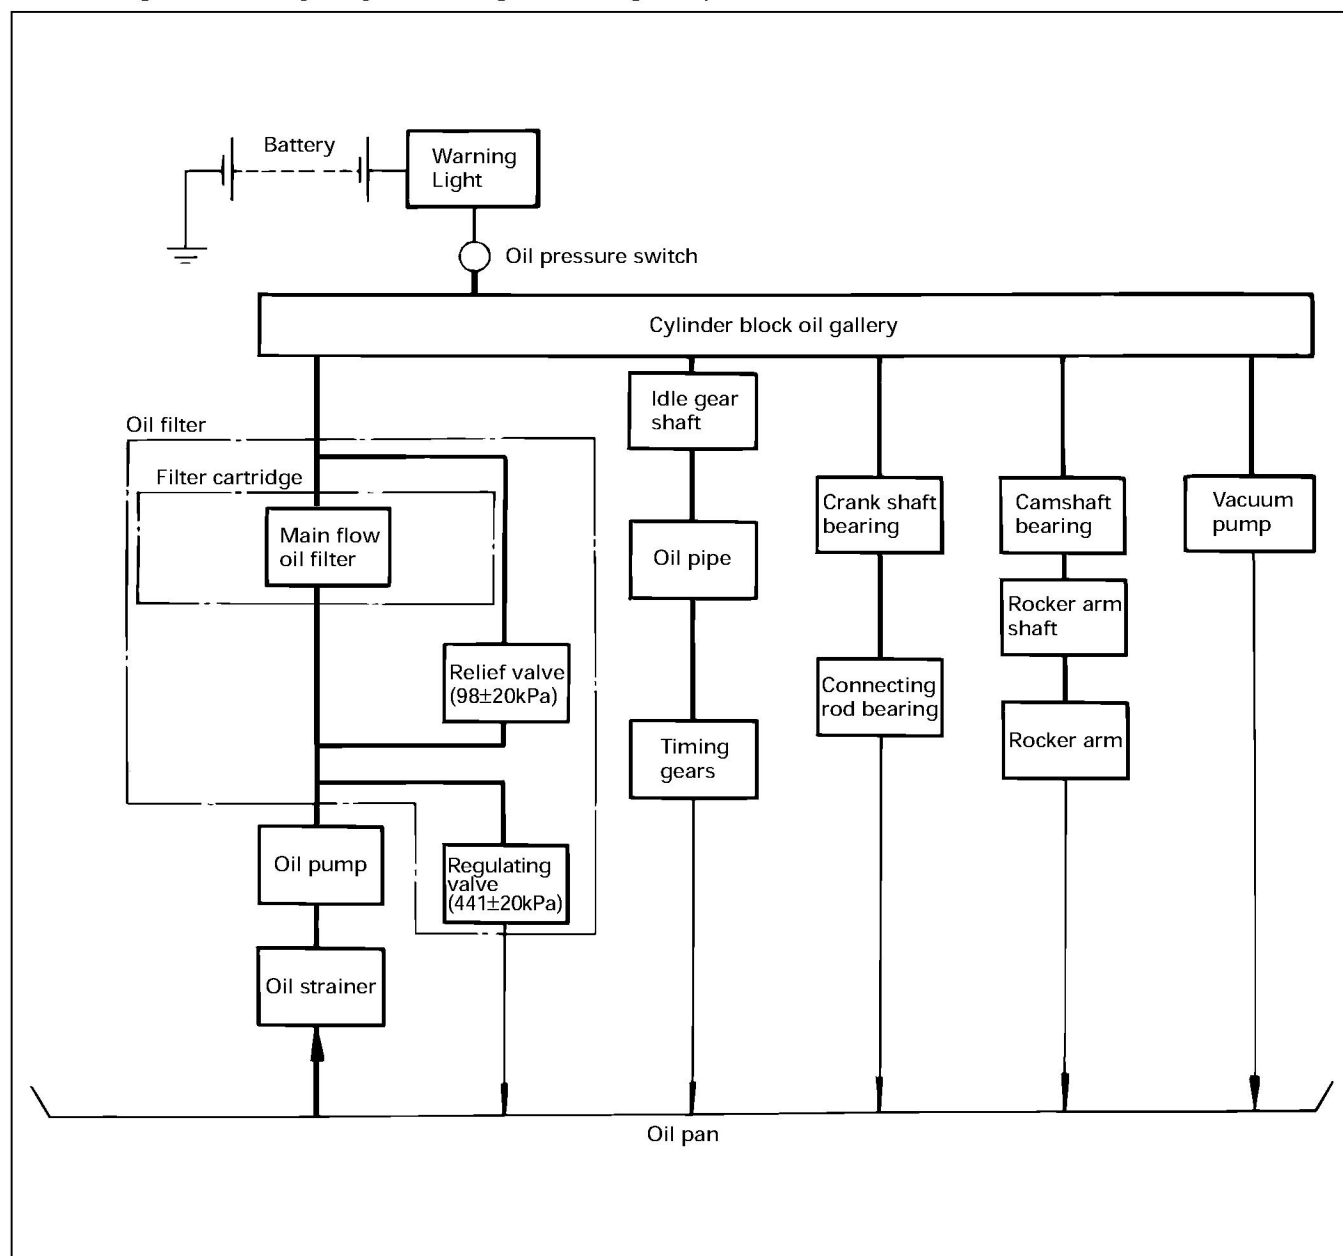 Battery
Warning
Light
Oil pressure switch
Cylinder block oil gallery
Oil filter
Filter cartridge
Main flow
oil filter
Relief valve
(98±20kPa)
Regulating
valve
(441±20kPa)
Oil pump
Oil strainer
Idle gear
shaft
Oil pipe
Timing
gears
Crank shaft
bearing
Connecting
rod bearing
Camshaft
bearing
Rocker arm
shaft
Rocker arm
Vacuum
pump
Oil pan